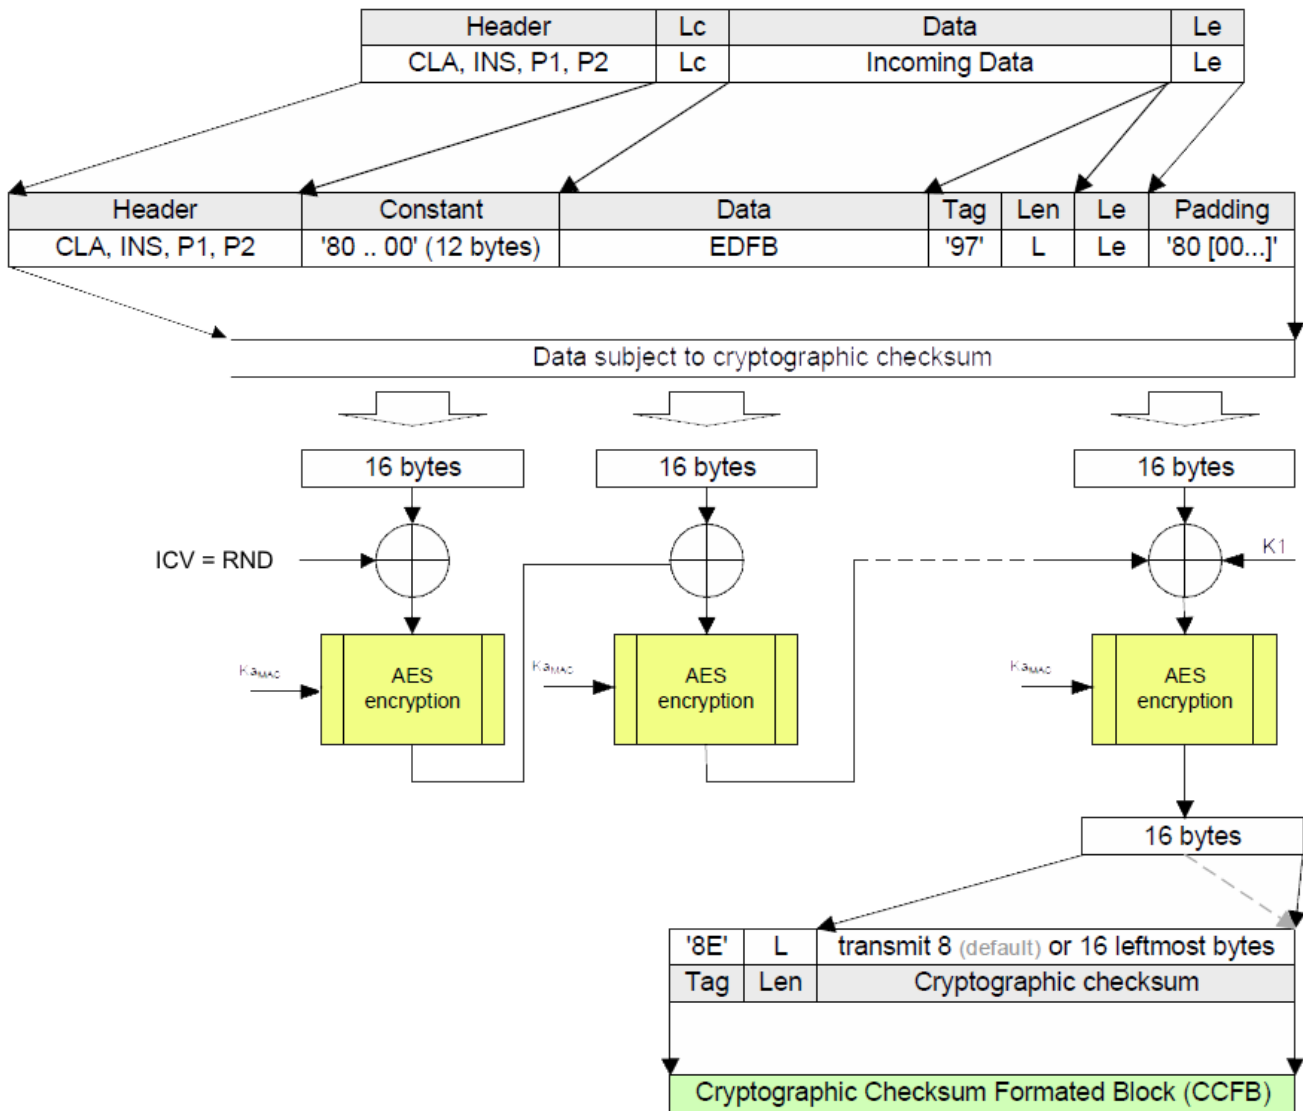 Header Lc Data Le
CLA, INS, P1, P2 Lc Incoming Data Le
Header Constant Data Tag Len Le Padding
CLA, INS, P1, P2 '80 .. 00' (12 bytes) EDFB '97' L Le '80 [00...]'
Data subject to cryptographic checksum
16 bytes 16 bytes 16 bytes
ICV = RND K1
KaMAC AES encryption KaMAC AES encryption KaMAC AES encryption
16 bytes
'8E' L transmit 8 (default) or 16 leftmost bytes
Tag Len Cryptographic checksum
Cryptographic Checksum Formated Block (CCFB)